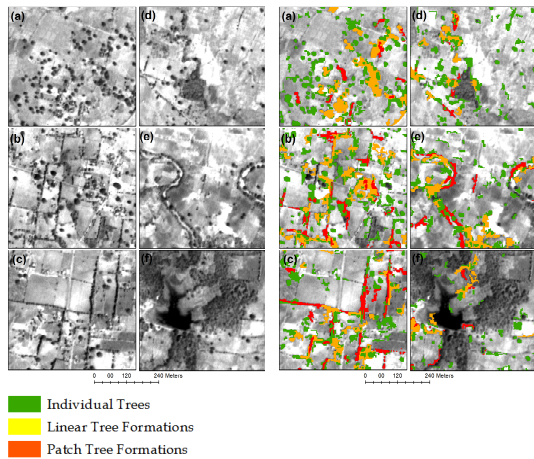 (a) (d) (a) (d)
(b) (e) (b) (e)
(c) (f) (c) (f)
0 60 120 240 Meters 0 60 120 240 Meters
Individual Trees
Linear Tree Formations
Patch Tree Formations